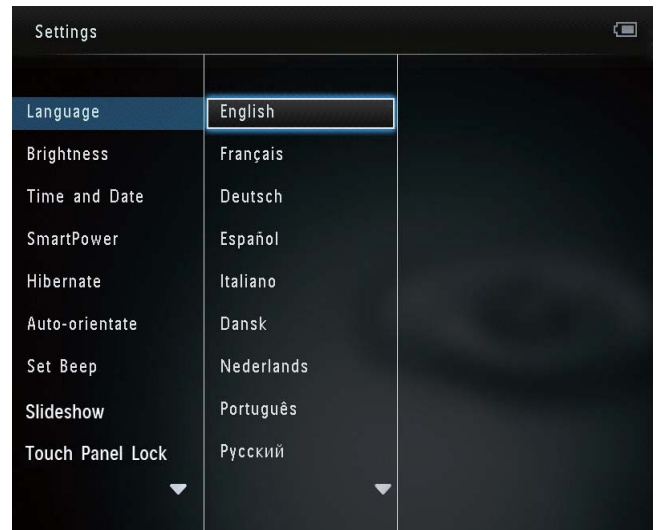 Settings
Language
Brightness
Time and Date
SmartPower
Hibernate
Auto-orientate
Set Beep
Slideshow
Touch Panel Lock
English
Français
Deutsch
Español
Italiano
Dansk
Nederlands
Português
Русский